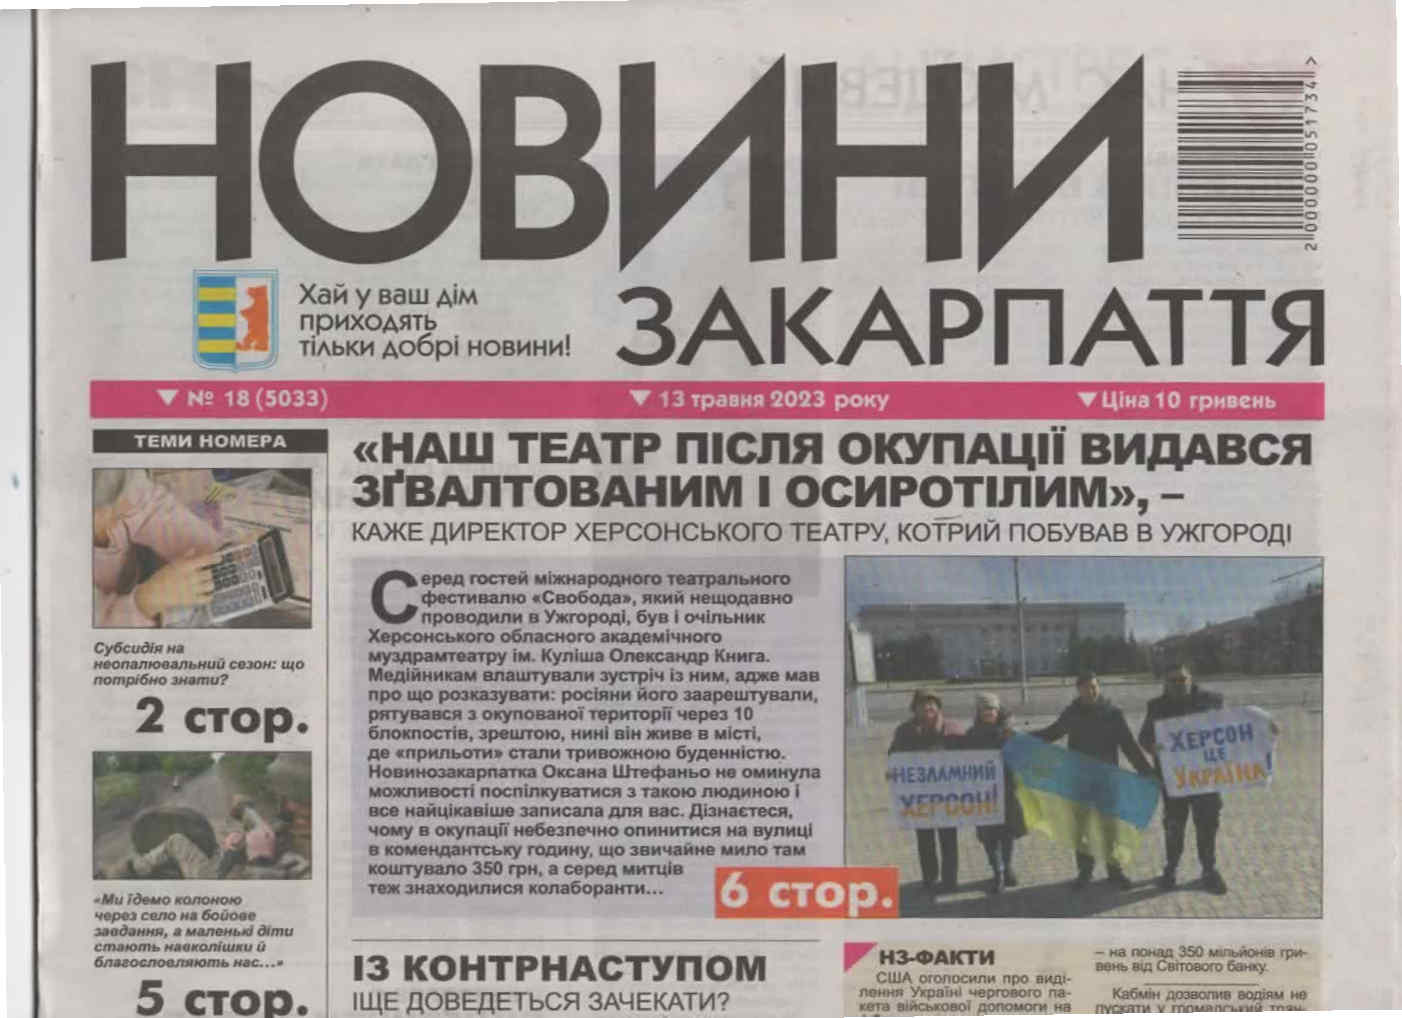 НОВИНИ
2000000051734
Хай у ваш дім
приходять
тільки добрі новини!
ЗАКАРПАТТЯ
№ 18 (5033)
13 травня 2023 року
Ціна 10 гривень
ТЕМИ НОМЕРА
Субсидія на
неопалювальний сезон: що
потрібно знати?
2 стор.
«Ми їдемо колоною
через село на бойове
завдання, а маленькі діти
стають навколішки й
благословляють нас...»
5 стор.
«НАШ ТЕАТР ПІСЛЯ ОКУПАЦІЇ ВИДАВСЯ
ЗҐВАЛТОВАНИМ І ОСИРОТІЛИМ», –
КАЖЕ ДИРЕКТОР ХЕРСОНСЬКОГО ТЕАТРУ, КОТРИЙ ПОБУВАВ В УЖГОРОДІ
Серед гостей міжнародного театрального
фестивалю «Свобода», який нещодавно
проводили в Ужгороді, був і очільник
Херсонського обласного академічного
муздрамтеатру ім. Куліша Олександр Книга.
Медійникам влаштували зустріч із ним, адже мав
про що розказувати: росіяни його заарештували,
рятувався з окупованої території через 10
блокпостів, зрештою, нині він живе в місті,
де «прильоти» стали тривожною буденністю.
Новинозакарпатка Оксана Штефаньо не оминула
можливості поспілкуватися з такою людиною і
все найцікавіше записала для вас. Дізнаєтеся,
чому в окупації небезпечно опинитися на вулиці
в комендантську годину, що звичайне мило там
коштувало 350 грн, а серед митців
теж знаходилися колаборанти...
6 стор.
НЕЗЛАМНИЙ
ХЕРСОН!
ХЕРСОН
ЦЕ
УКРАЇНА!
ІЗ КОНТРНАСТУПОМ
ІЩЕ ДОВЕДЕТЬСЯ ЗАЧЕКАТИ?
НЗ-ФАКТИ
США оголосили про виді-
лення Україні чергового па-
кета військової допомоги на
– на понад 350 мільйонів гри-
вень від Світового банку.
Кабмін дозволив водіям не
пускати у громадський тран-